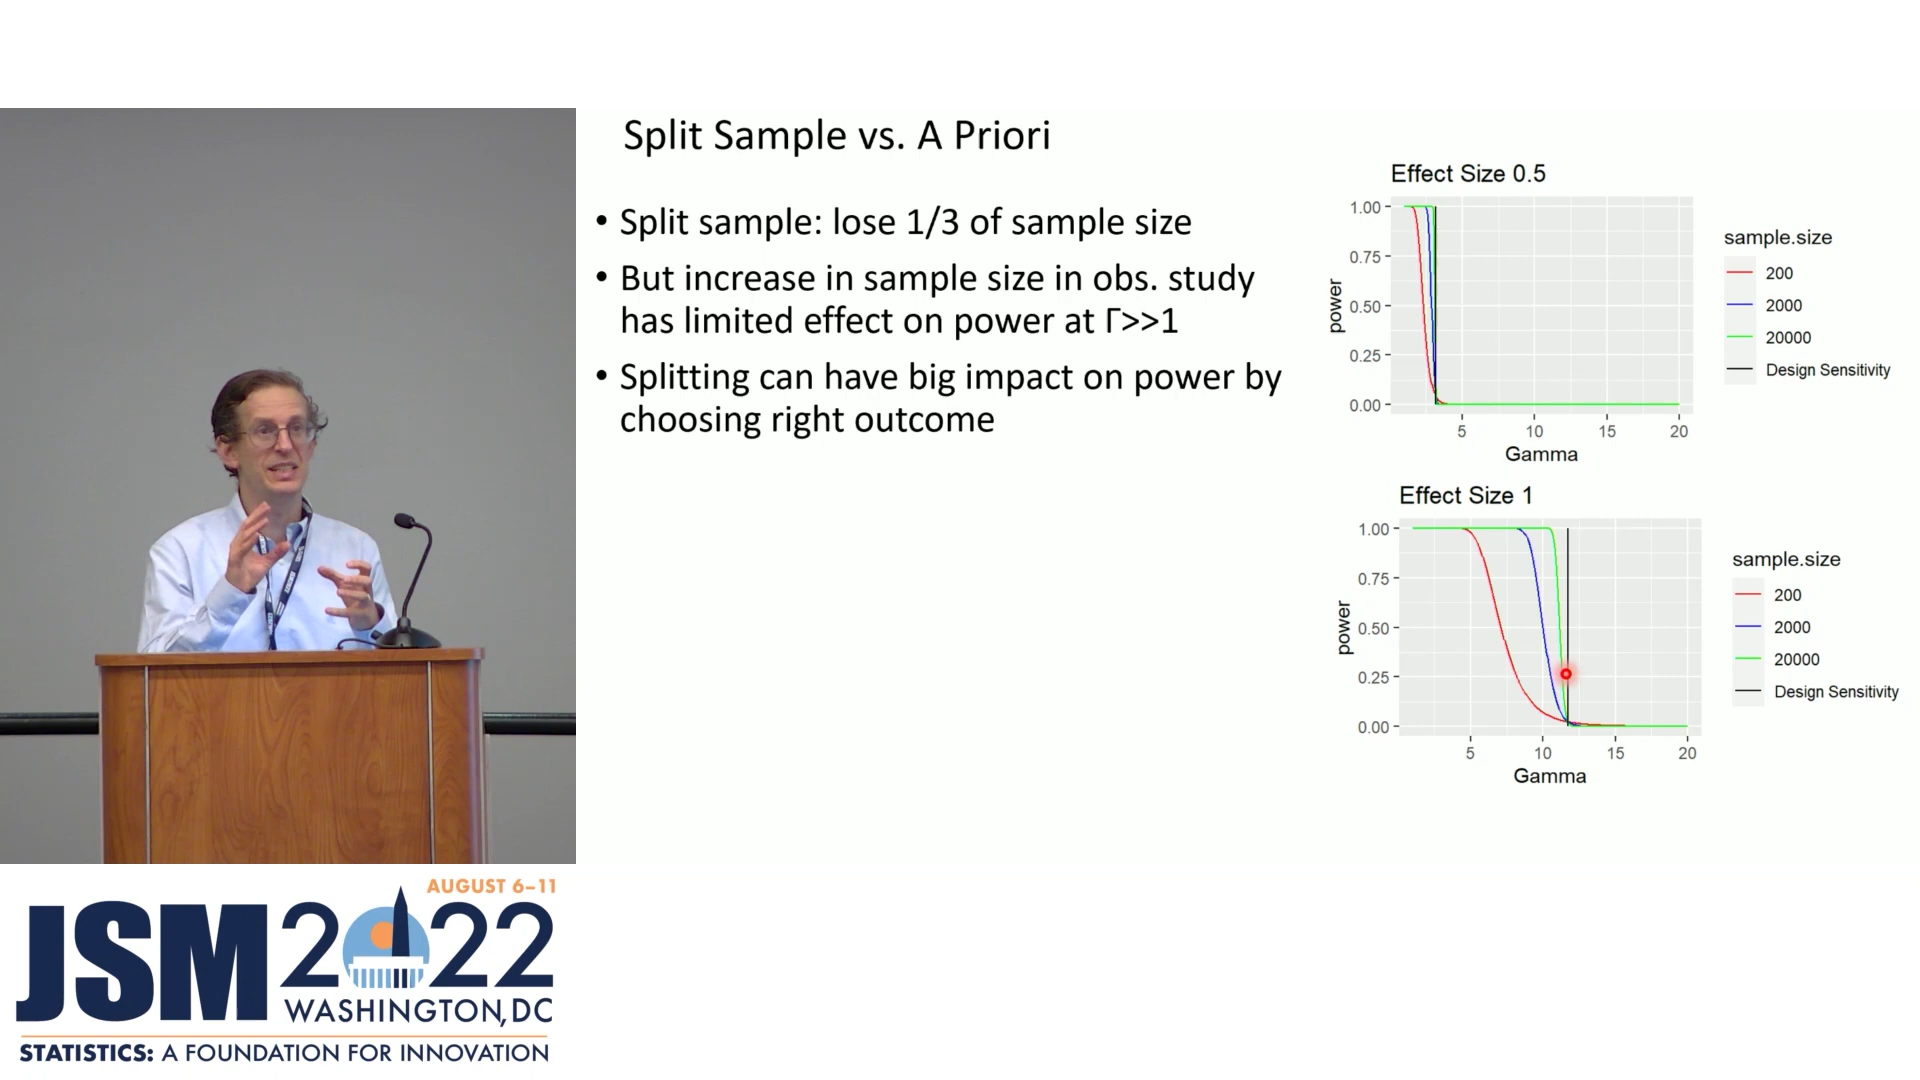 Split Sample vs. A Priori
• Split sample: lose 1/3 of sample size
• But increase in sample size in obs. study
has limited effect on power at Γ>>1
• Splitting can have big impact on power by
choosing right outcome
Effect Size 0.5
1.00
0.75
0.50
0.25
0.00
power
5 10 15 20
Gamma
sample.size
200
2000
20000
Design Sensitivity
Effect Size 1
1.00
0.75
0.50
0.25
0.00
power
5 10 15 20
Gamma
sample.size
200
2000
20000
Design Sensitivity
AUGUST 6–11
JSM 2022
WASHINGTON, DC
STATISTICS: A FOUNDATION FOR INNOVATION